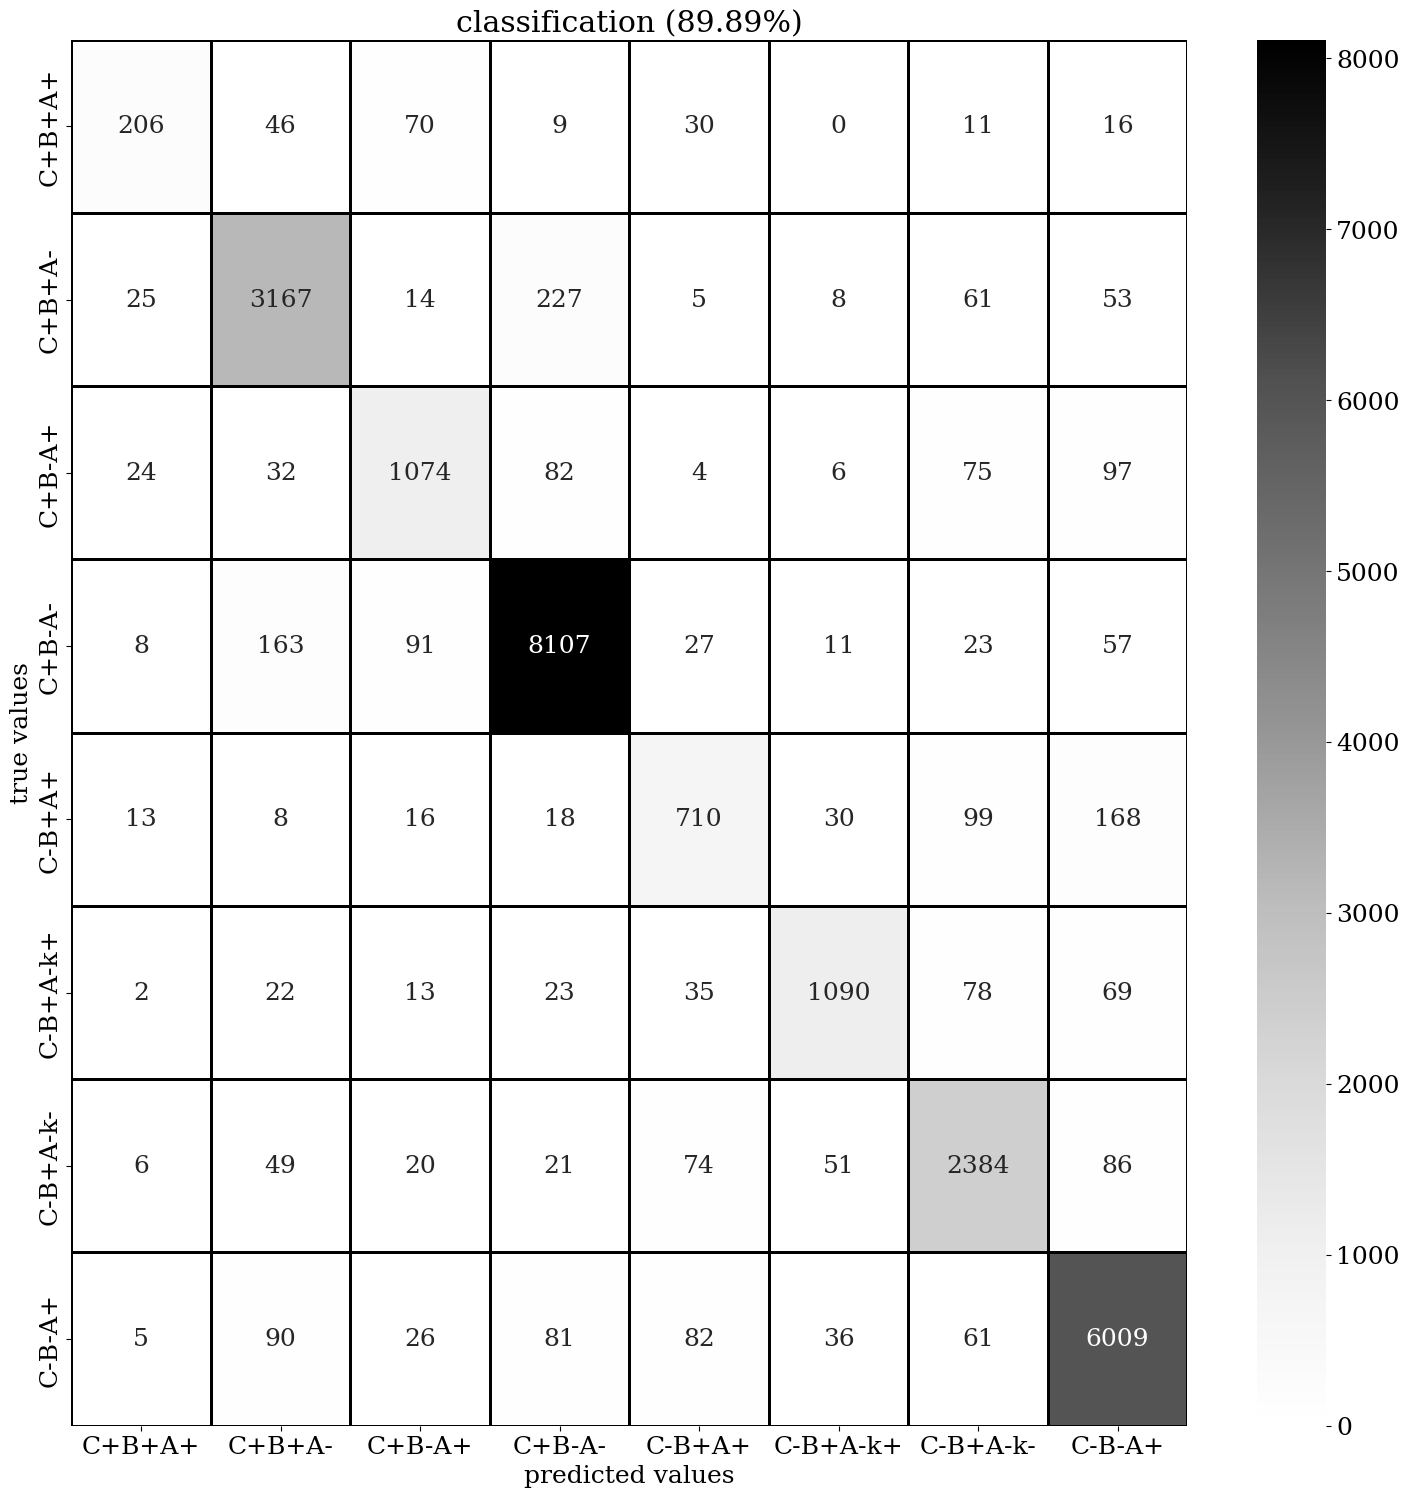 classification (89.89%)
C+B+A+ 206 46 70 9 30 0 11 16
C+B+A- 25 3167 14 227 5 8 61 53
C+B-A+ 24 32 1074 82 4 6 75 97
C+B-A- 8 163 91 8107 27 11 23 57
C-B+A+ 13 8 16 18 710 30 99 168
C-B+A-k+ 2 22 13 23 35 1090 78 69
C-B+A-k- 6 49 20 21 74 51 2384 86
C-B-A+ 5 90 26 81 82 36 61 6009
true values
C+B+A+ C+B+A- C+B-A+ C+B-A- C-B+A+ C-B+A-k+ C-B+A-k- C-B-A+
predicted values
8000
7000
6000
5000
4000
3000
2000
1000
0